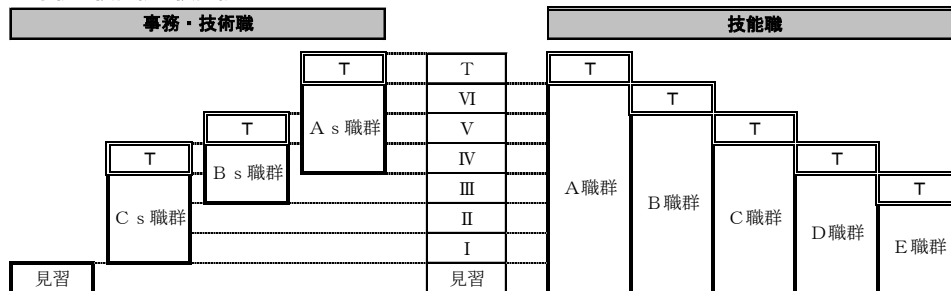 事務・技術職
技能職
T T T
Ⅵ T
T Ⅴ T
As職群
T Ⅳ T
Bs職群
Ⅲ A職群 T
B職群
Cs職群 Ⅱ C職群
D職群
Ⅰ E職群
見習 見習